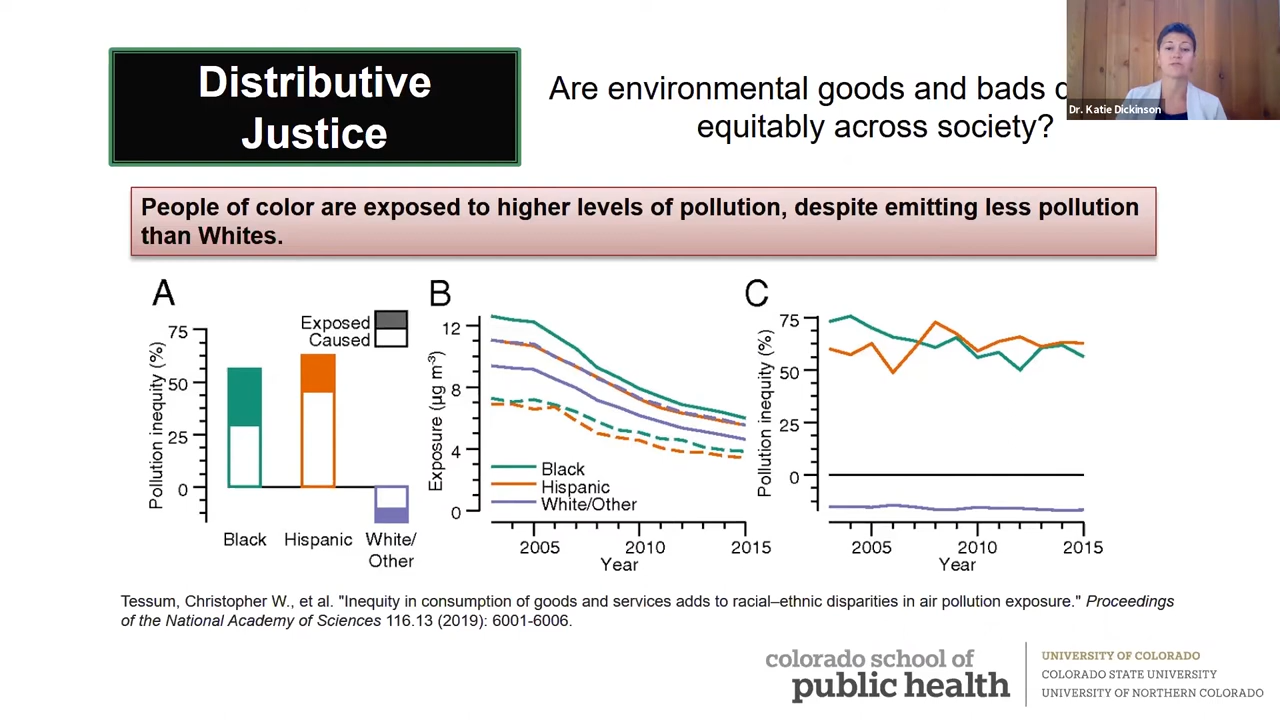 Distributive
Justice
Are environmental goods and bads
equitably across society?
Dr. Katie Dickinson
People of color are exposed to higher levels of pollution, despite emitting less pollution
than Whites.
A
Exposed
Caused
75
50
25
0
Pollution inequity (%)
Black
Hispanic
White/
Other
B
12
8
4
0
Exposure (µg m⁻³)
Black
Hispanic
White/Other
2005
2010
2015
Year
C
75
50
25
0
Pollution inequity (%)
2005
2010
2015
Year
Tessum, Christopher W., et al. "Inequity in consumption of goods and services adds to racial–ethnic disparities in air pollution exposure." Proceedings
of the National Academy of Sciences 116.13 (2019): 6001-6006.
colorado school of
public health
UNIVERSITY OF COLORADO
COLORADO STATE UNIVERSITY
UNIVERSITY OF NORTHERN COLORADO